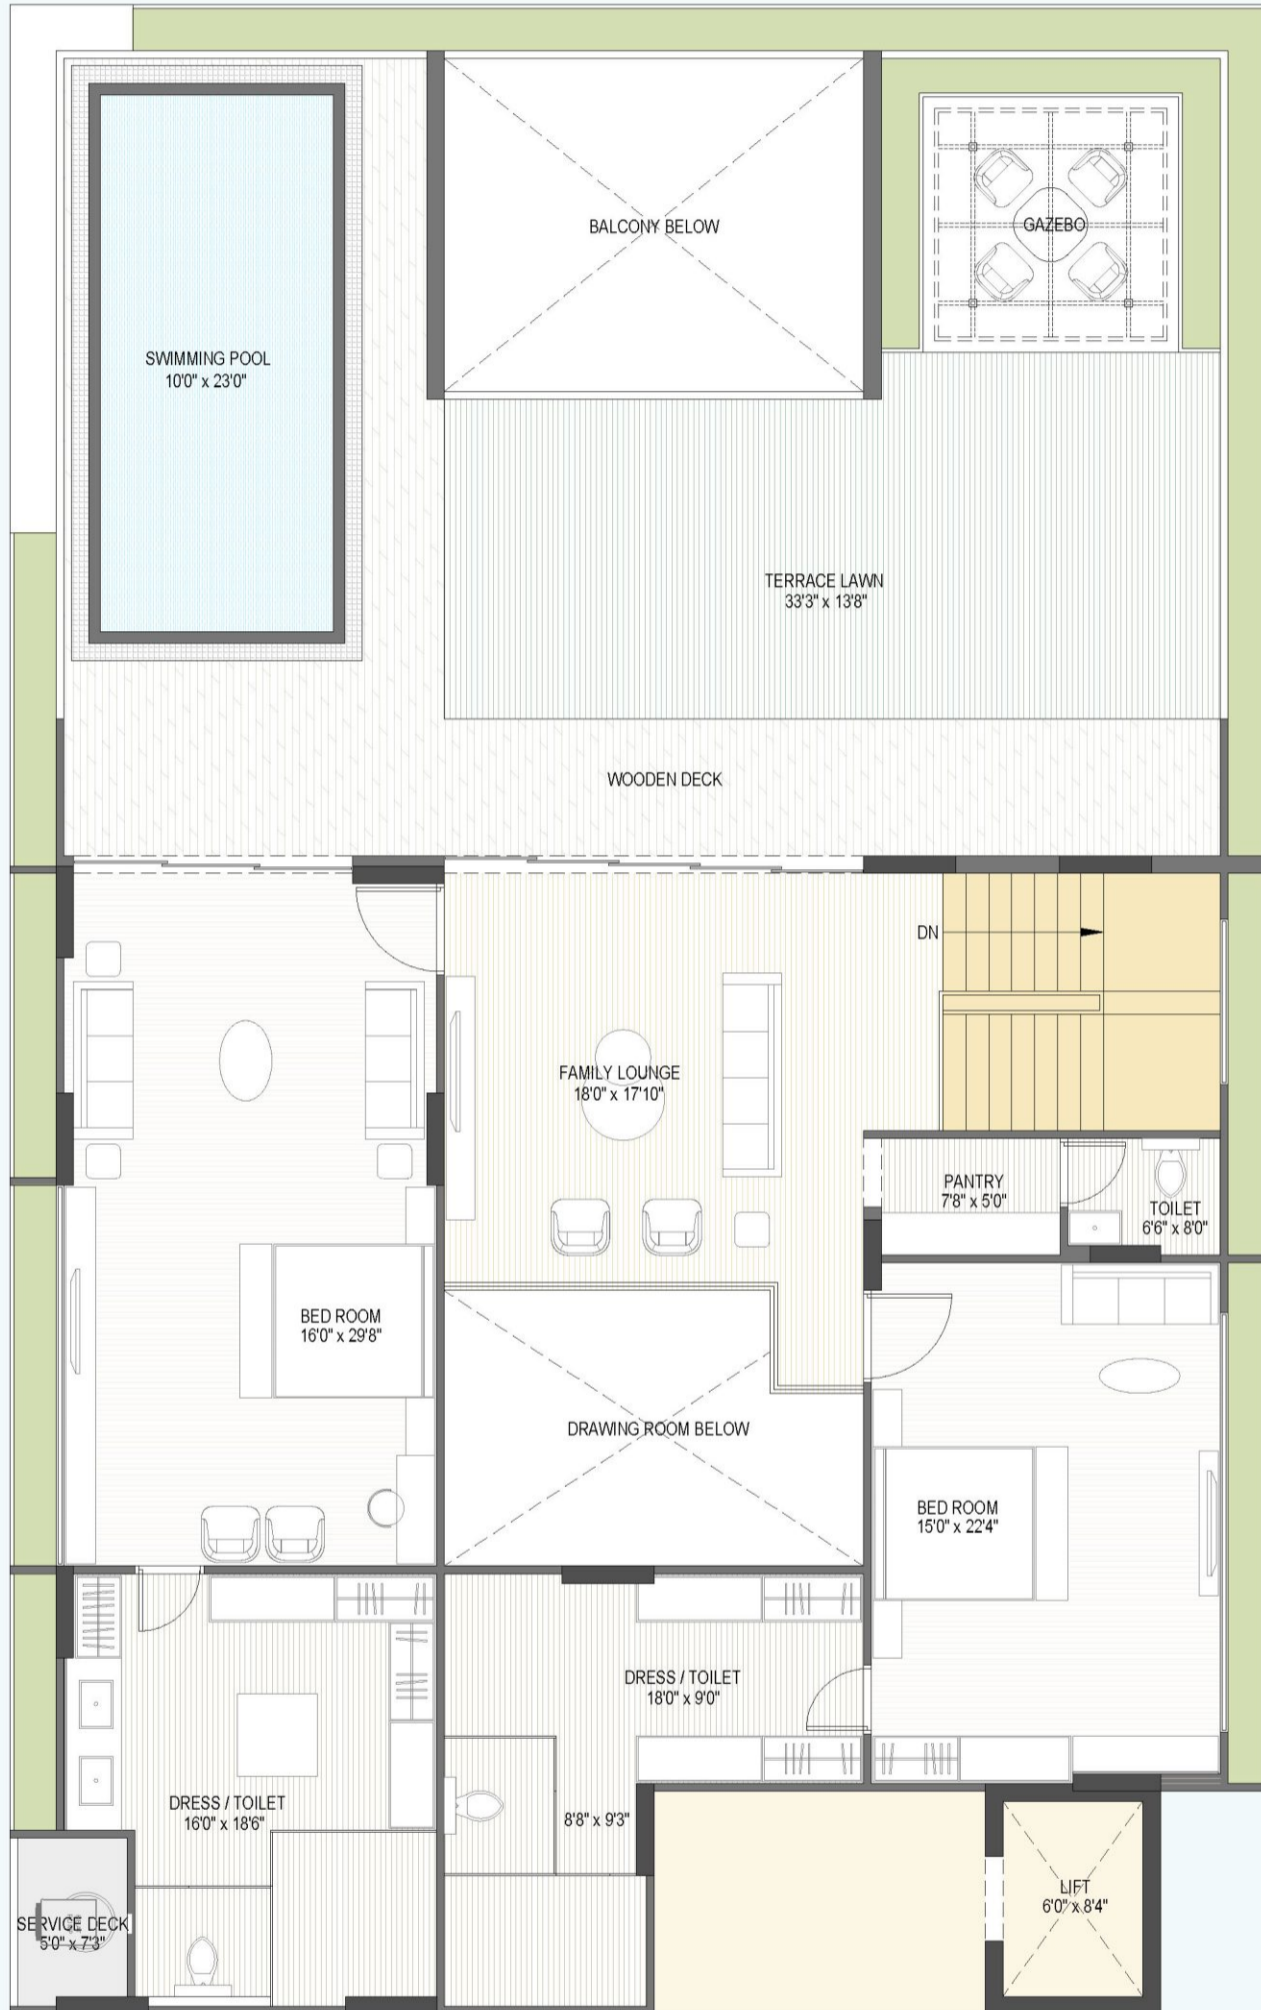 BALCONY BELOW
GAZEBO
SWIMMING POOL
10'0" x 23'0"
TERRACE LAWN
33'3" x 13'8"
WOODEN DECK
DN
FAMILY LOUNGE
18'0" x 17'10"
PANTRY
7'8" x 5'0"
TOILET
6'6" x 8'0"
BED ROOM
16'0" x 29'8"
DRAWING ROOM BELOW
BED ROOM
15'0" x 22'4"
DRESS / TOILET
18'0" x 9'0"
DRESS / TOILET
16'0" x 18'6"
8'8" x 9'3"
LIFT
6'0" x 8'4"
SERVICE DECK
5'0" x 7'3"